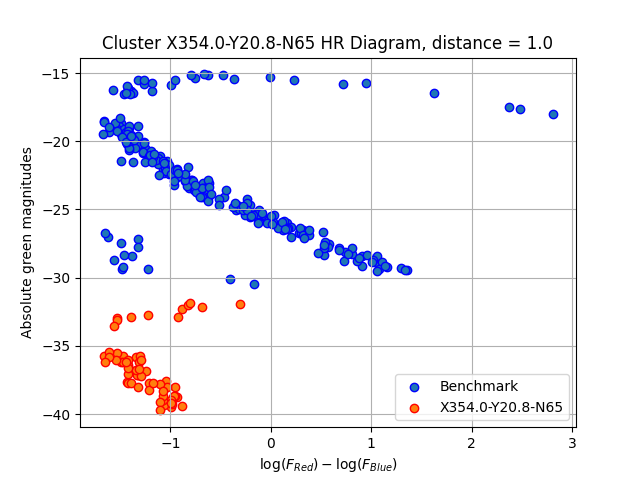 Cluster X354.0-Y20.8-N65 HR Diagram, distance = 1.0
Absolute green magnitudes
−15
−20
−25
−30
−35
−40
−1
0
1
2
3
log(F_Red) − log(F_Blue)
Benchmark
X354.0-Y20.8-N65